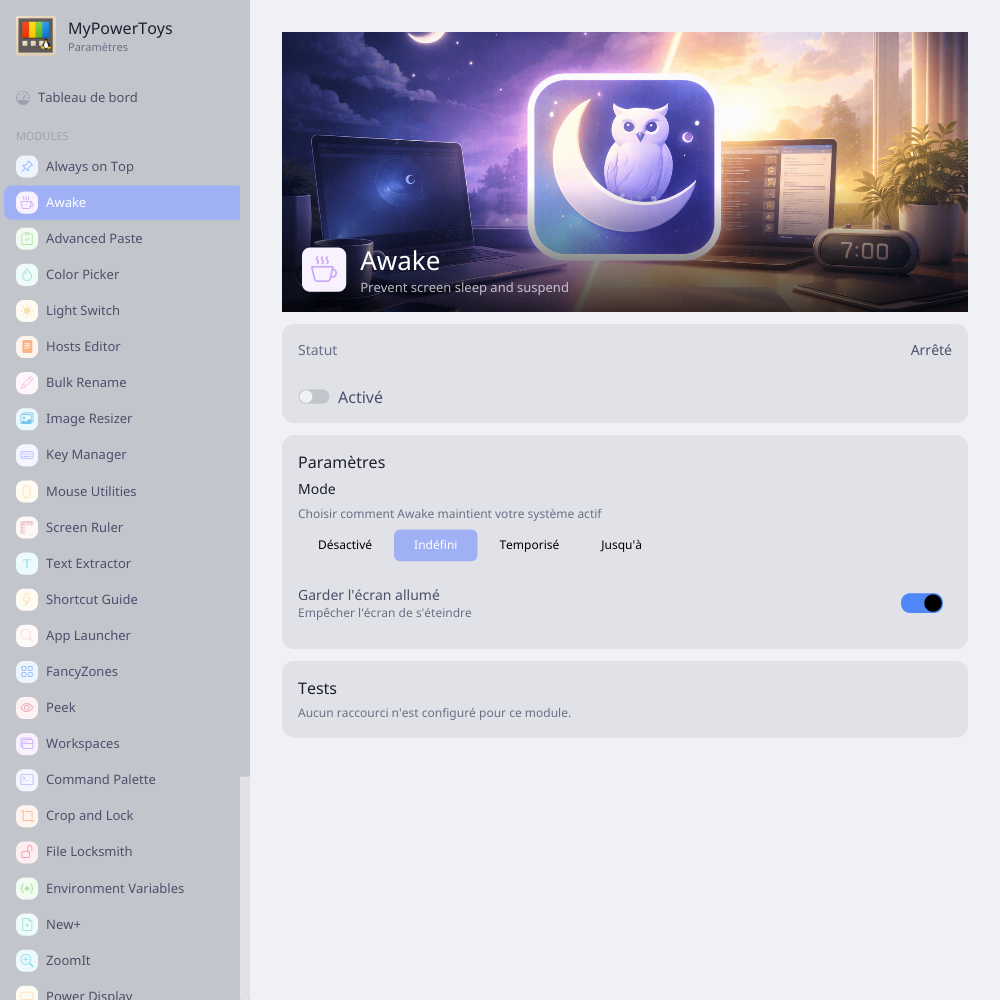 MyPowerToys
Paramètres
Tableau de bord
MODULES
Always on Top
Awake
Advanced Paste
Color Picker
Light Switch
Hosts Editor
Bulk Rename
Image Resizer
Key Manager
Mouse Utilities
Screen Ruler
Text Extractor
Shortcut Guide
App Launcher
FancyZones
Peek
Workspaces
Command Palette
Crop and Lock
File Locksmith
Environment Variables
New+
ZoomIt
Power Display
7:00
Awake
Prevent screen sleep and suspend
Statut
Arrêté
Activé
Paramètres
Mode
Choisir comment Awake maintient votre système actif
Désactivé Indéfini Temporisé Jusqu'à
Garder l'écran allumé
Empêcher l'écran de s'éteindre
Tests
Aucun raccourci n'est configuré pour ce module.